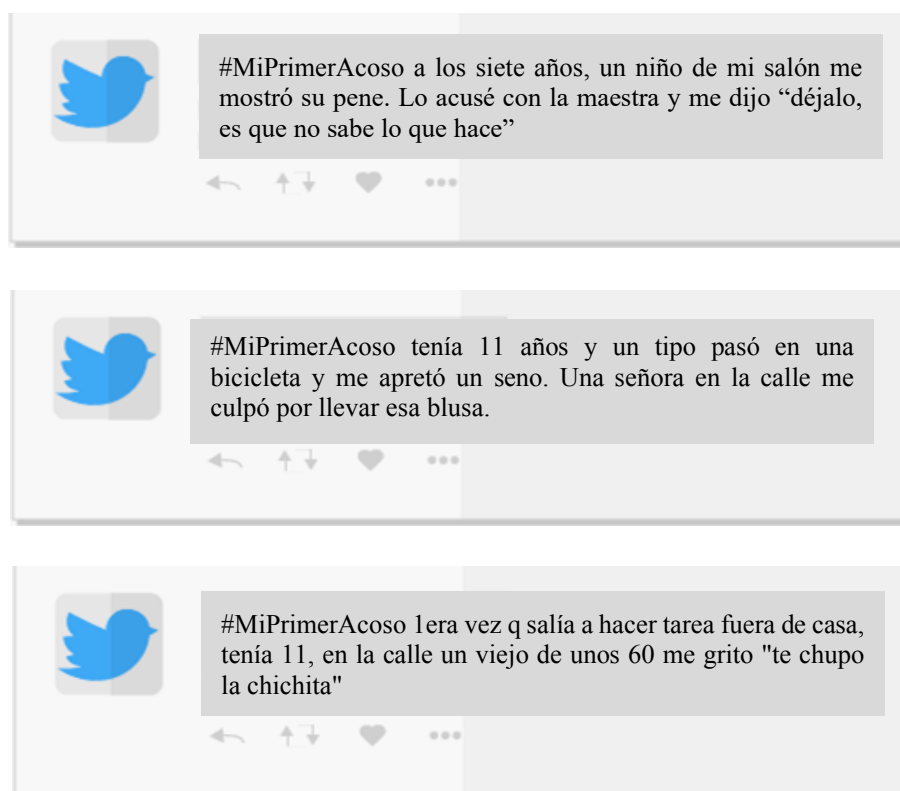 #MiPrimerAcoso a los siete años, un niño de mi salón me
mostró su pene. Lo acusé con la maestra y me dijo “déjalo,
es que no sabe lo que hace”
#MiPrimerAcoso tenía 11 años y un tipo pasó en una
bicicleta y me apretó un seno. Una señora en la calle me
culpó por llevar esa blusa.
#MiPrimerAcoso 1era vez q salía a hacer tarea fuera de casa,
tenía 11, en la calle un viejo de unos 60 me grito "te chupo
la chichita"